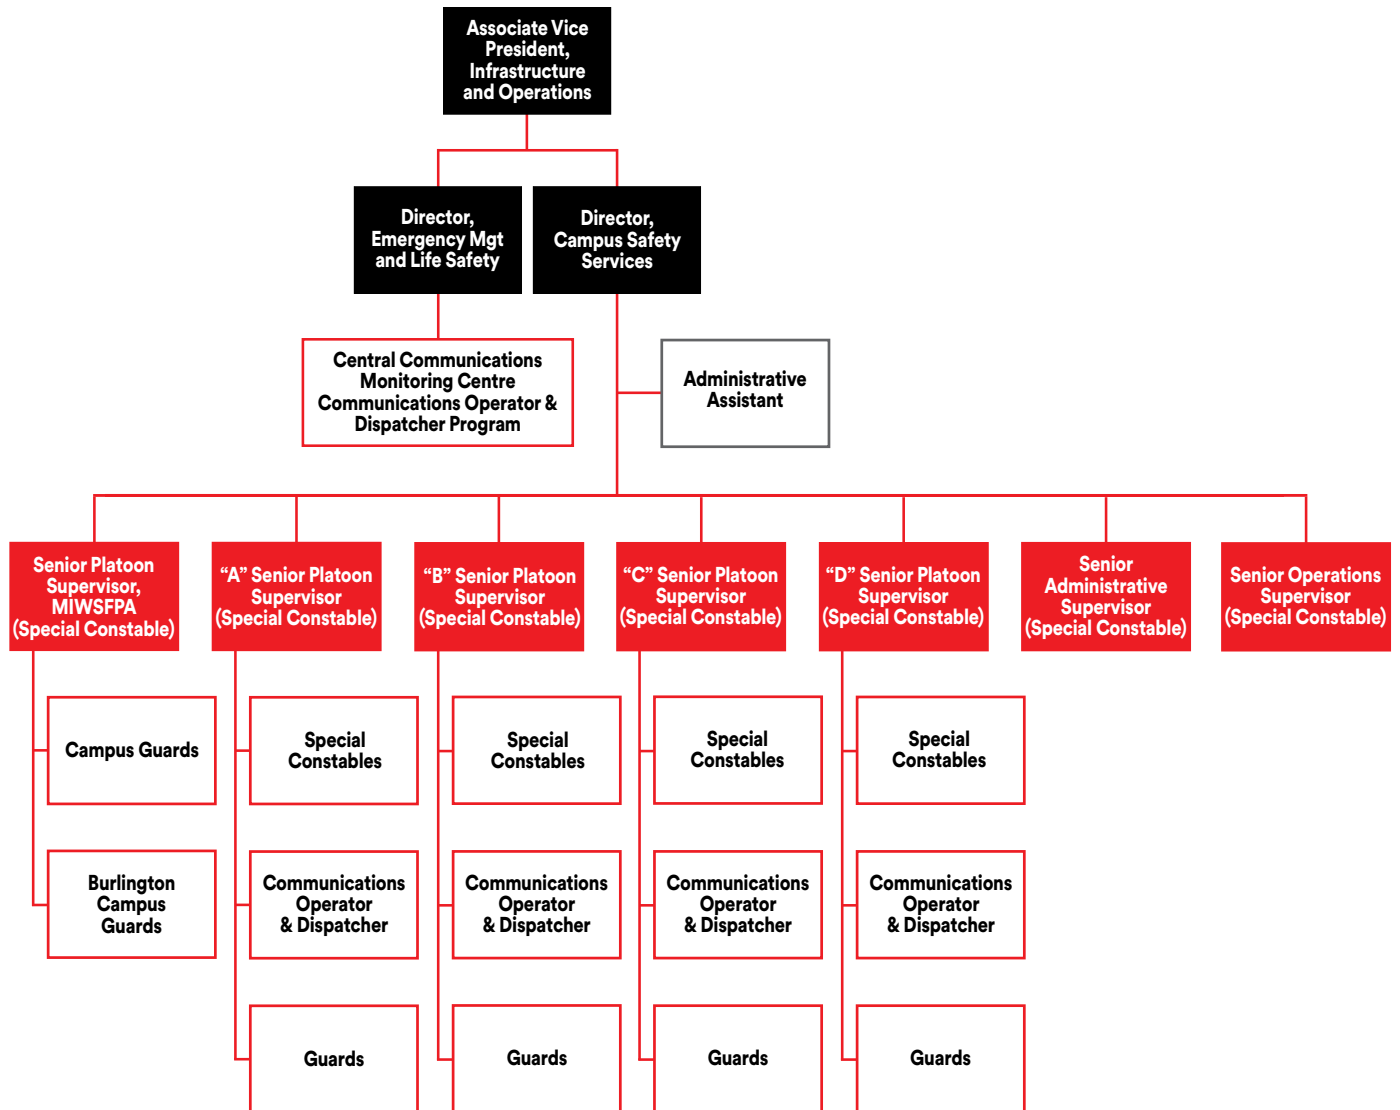 Associate Vice
President,
Infrastructure
and Operations
Director,
Emergency Mgt
and Life Safety
Director,
Campus Safety
Services
Central Communications
Monitoring Centre
Communications Operator &
Dispatcher Program
Administrative
Assistant
Senior Platoon
Supervisor,
MIWSFPA
(Special Constable)
“A” Senior Platoon
Supervisor
(Special Constable)
“B” Senior Platoon
Supervisor
(Special Constable)
“C” Senior Platoon
Supervisor
(Special Constable)
“D” Senior Platoon
Supervisor
(Special Constable)
Senior
Administrative
Supervisor
(Special Constable)
Senior Operations
Supervisor
(Special Constable)
Campus Guards
Special
Constables
Special
Constables
Special
Constables
Special
Constables
Burlington
Campus
Guards
Communications
Operator
& Dispatcher
Communications
Operator
& Dispatcher
Communications
Operator
& Dispatcher
Communications
Operator
& Dispatcher
Guards
Guards
Guards
Guards